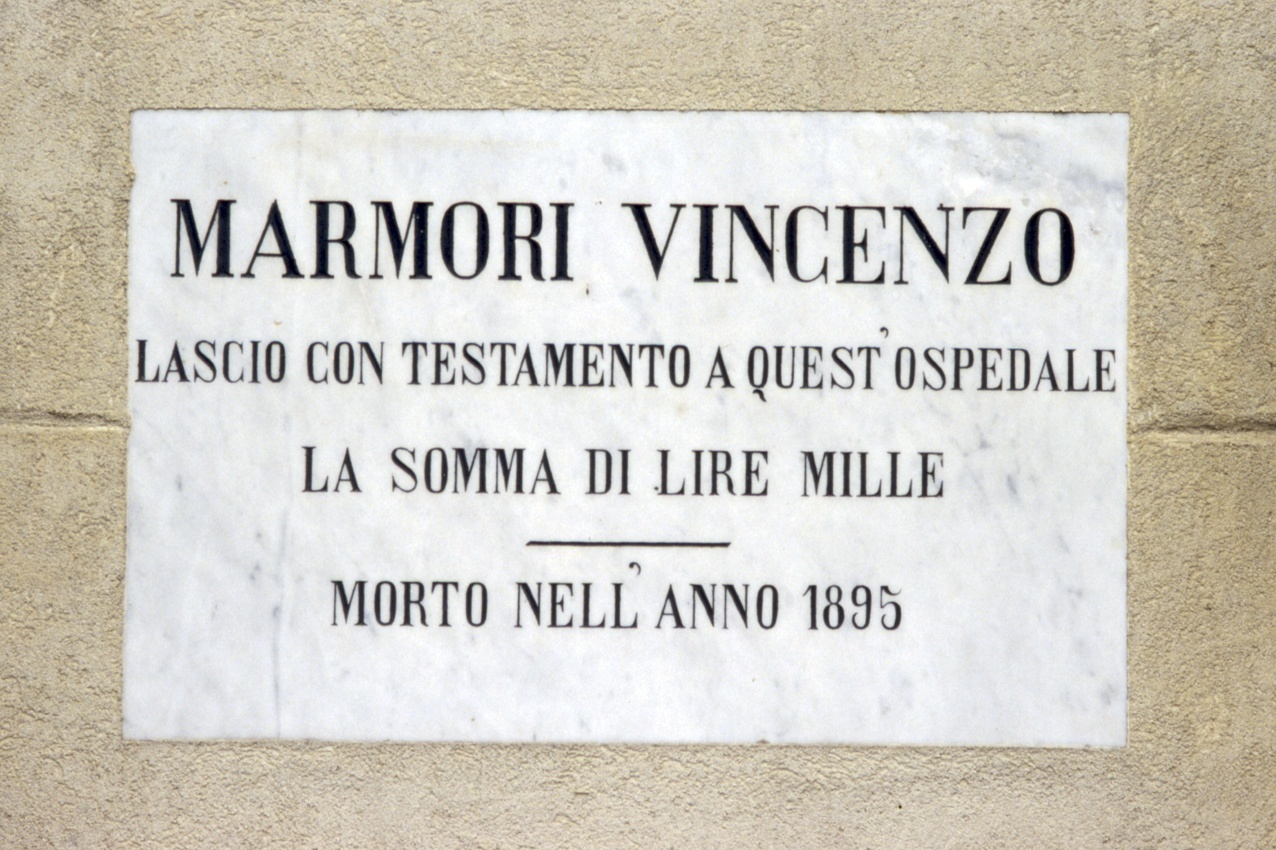 MARMORI VINCENZO
LASCIO CON TESTAMENTO A QUEST'OSPEDALE
LA SOMMA DI LIRE MILLE
MORTO NELL'ANNO 1895